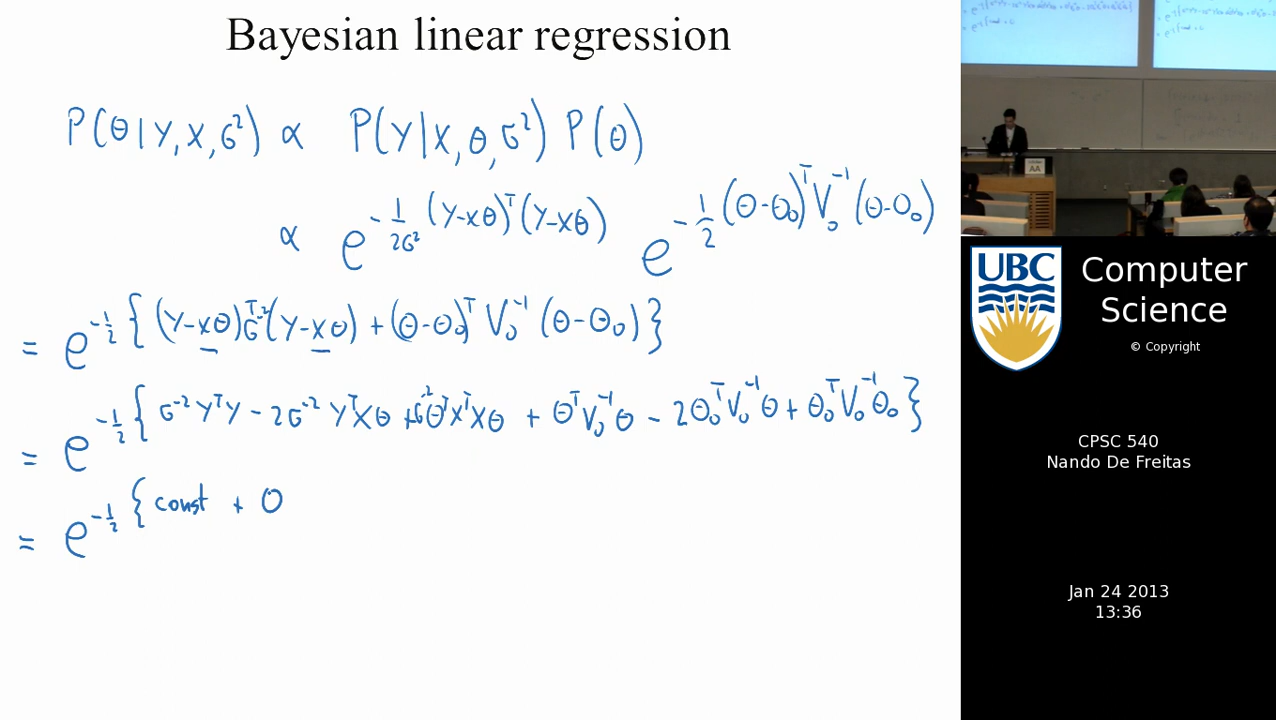 Bayesian linear regression
P(θ|Y,X,σ²) ∝ P(Y|X,θ,σ²) P(θ)
∝ e^{-1/2σ² (Y-Xθ)ᵀ(Y-Xθ)} e^{-1/2 (θ-θ₀)ᵀV₀⁻¹(θ-θ₀)}
= e^{-1/2 {(Y-Xθ)ᵀσ⁻²(Y-Xθ) + (θ-θ₀)ᵀV₀⁻¹(θ-θ₀)}}
= e^{-1/2 {σ⁻²YᵀY - 2σ⁻²YᵀXθ + σ⁻²θᵀXᵀXθ + θᵀV₀⁻¹θ - 2θ₀ᵀV₀⁻¹θ + θ₀ᵀV₀⁻¹θ₀}}
= e^{-1/2 {const + O
AA
UBC
Computer
Science
© Copyright
CPSC 540
Nando De Freitas
Jan 24 2013
13:36